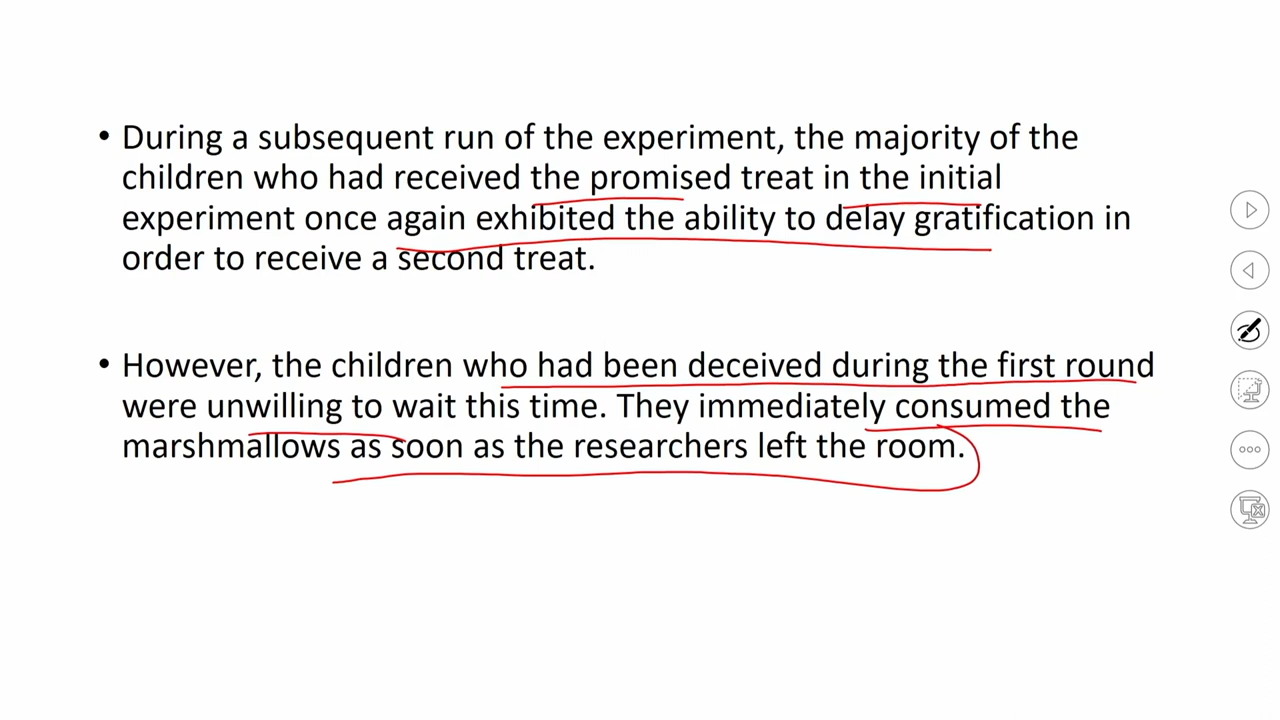 • During a subsequent run of the experiment, the majority of the
children who had received the promised treat in the initial
experiment once again exhibited the ability to delay gratification in
order to receive a second treat.
• However, the children who had been deceived during the first round
were unwilling to wait this time. They immediately consumed the
marshmallows as soon as the researchers left the room.